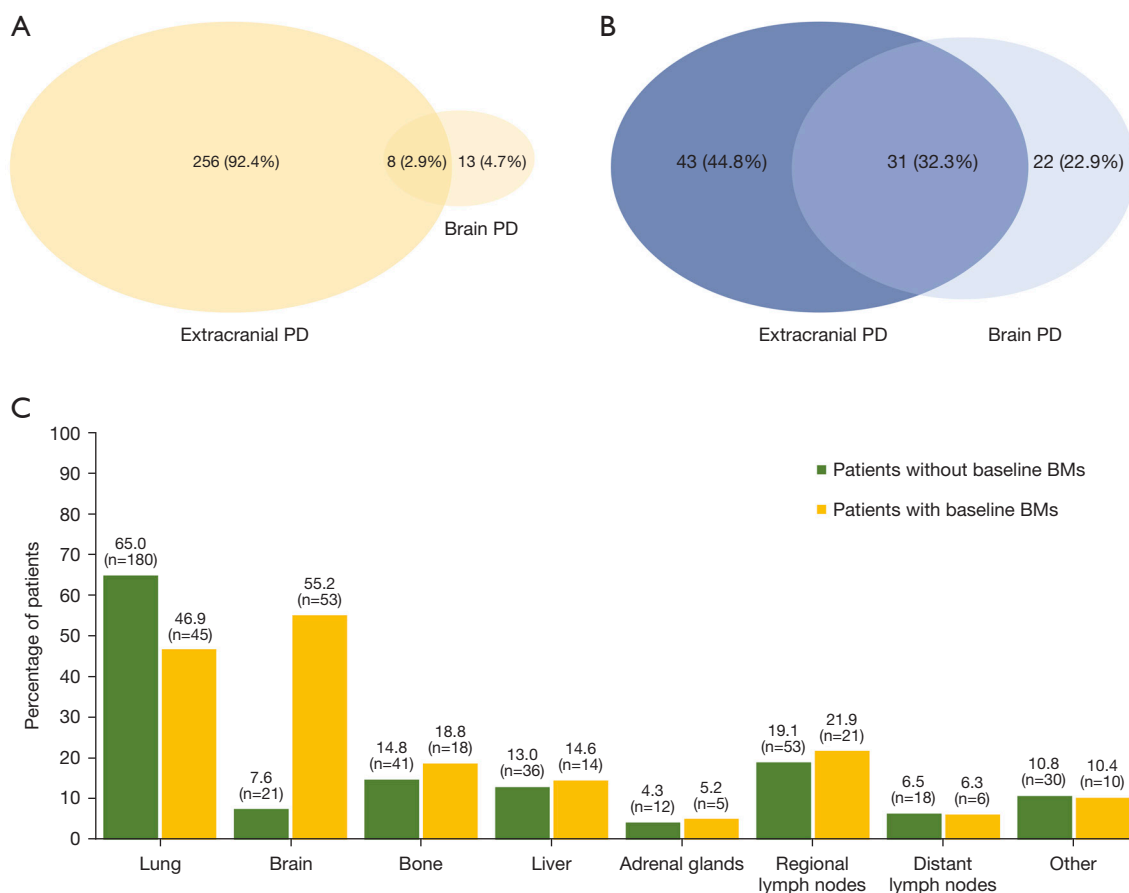 A
256 (92.4%)
8 (2.9%)
13 (4.7%)
Brain PD
Extracranial PD
B
43 (44.8%)
31 (32.3%)
22 (22.9%)
Extracranial PD
Brain PD
C
Percentage of patients
100
90
80
70
60
50
40
30
20
10
0
Patients without baseline BMs
Patients with baseline BMs
65.0
(n=180)
46.9
(n=45)
7.6
(n=21)
55.2
(n=53)
14.8
(n=41)
18.8
(n=18)
13.0
(n=36)
14.6
(n=14)
4.3
(n=12)
5.2
(n=5)
19.1
(n=53)
21.9
(n=21)
6.5
(n=18)
6.3
(n=6)
10.8
(n=30)
10.4
(n=10)
Lung
Brain
Bone
Liver
Adrenal glands
Regional
lymph nodes
Distant
lymph nodes
Other